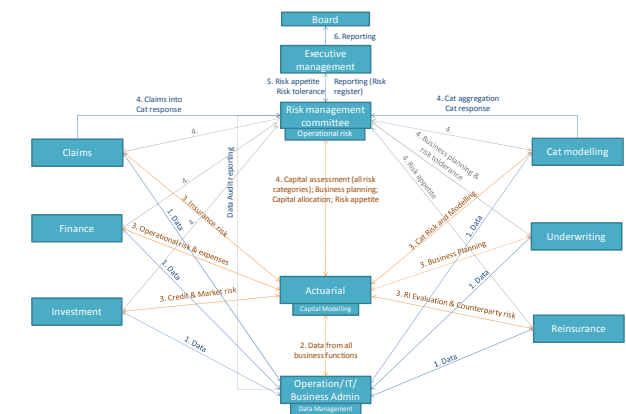 Board
6. Reporting
Executive
management
5. Risk appetite
Risk tolerance
Reporting (Risk
register)
4. Claims into
Cat response
4. Cat aggregation
Cat response
Risk management
committee
Operational risk
4.
4.
Claims
Cat modelling
4. Business planning &
risk totlerance
4.
4. Risk appetite
Data Audit reporting
4. Capital assessment (all risk
categories); Business planning;
Capital allocation; Risk appetite
3. Insurance risk
1. Data
4.
3. Cat Risk and Modelling
1. Data
Finance
Underwriting
3. Operational risk & expenses
3. Business Planning
1. Data
1. Data
Actuarial
Capital Modelling
Investment
3. Credit & Market risk
3. RI Evaluation & Counterparty risk
Reinsurance
1. Data
2. Data from all
business functions
1. Data
Operation/IT/
Business Admin
Data Management